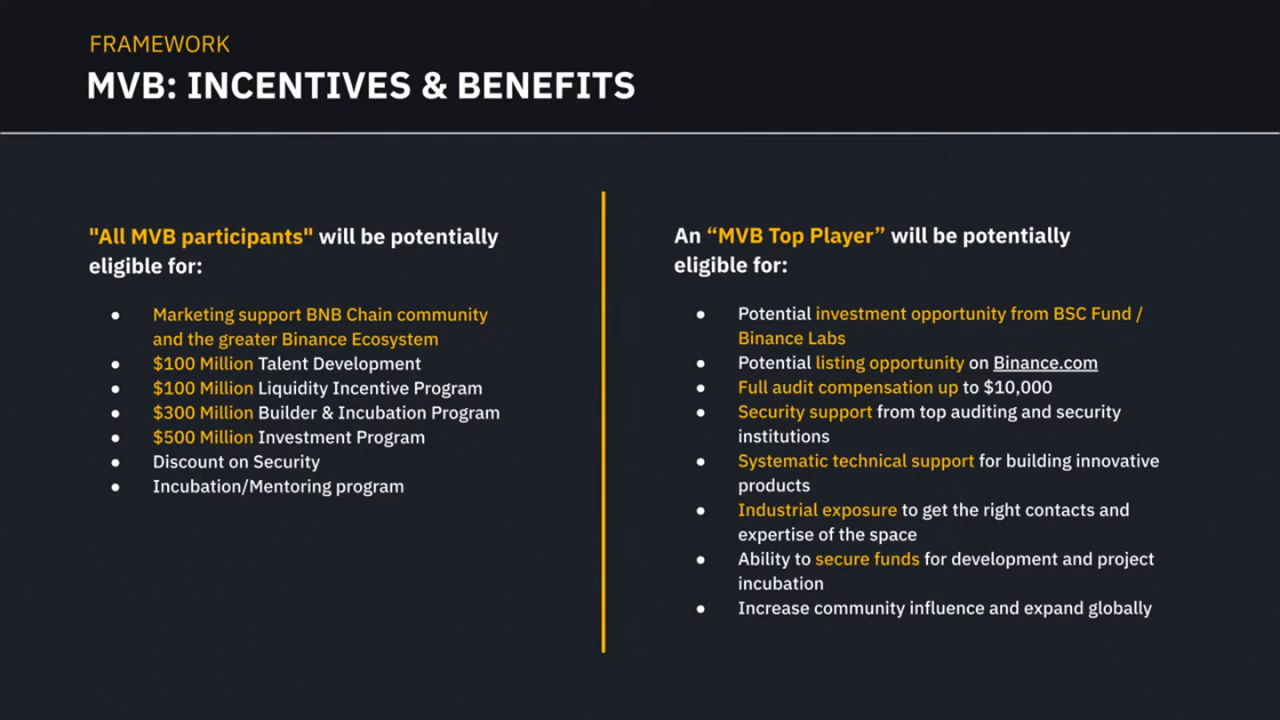 FRAMEWORK
MVB: INCENTIVES & BENEFITS
"All MVB participants" will be potentially
eligible for:
● Marketing support BNB Chain community
and the greater Binance Ecosystem
● $100 Million Talent Development
● $100 Million Liquidity Incentive Program
● $300 Million Builder & Incubation Program
● $500 Million Investment Program
● Discount on Security
● Incubation/Mentoring program
An “MVB Top Player” will be potentially
eligible for:
● Potential investment opportunity from BSC Fund /
Binance Labs
● Potential listing opportunity on Binance.com
● Full audit compensation up to $10,000
● Security support from top auditing and security
institutions
● Systematic technical support for building innovative
products
● Industrial exposure to get the right contacts and
expertise of the space
● Ability to secure funds for development and project
incubation
● Increase community influence and expand globally